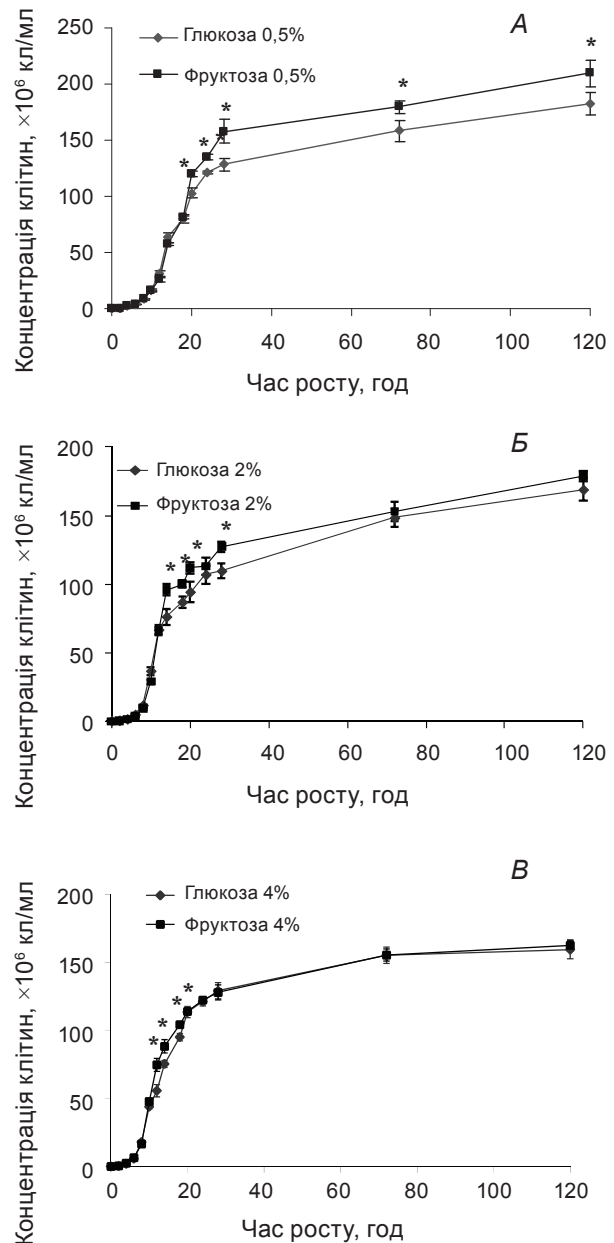 А
Глюкоза 0,5%
Фруктоза 0,5%
Концентрація клітин, ×10⁶ кл/мл
250
200
150
100
50
0
* * * * *
0 20 40 60 80 100 120
Час росту, год
Б
Глюкоза 2%
Фруктоза 2%
Концентрація клітин, ×10⁶ кл/мл
200
150
100
50
0
* * * *
0 20 40 60 80 100 120
Час росту, год
В
Глюкоза 4%
Фруктоза 4%
Концентрація клітин, ×10⁶ кл/мл
200
150
100
50
0
* * * *
0 20 40 60 80 100 120
Час росту, год